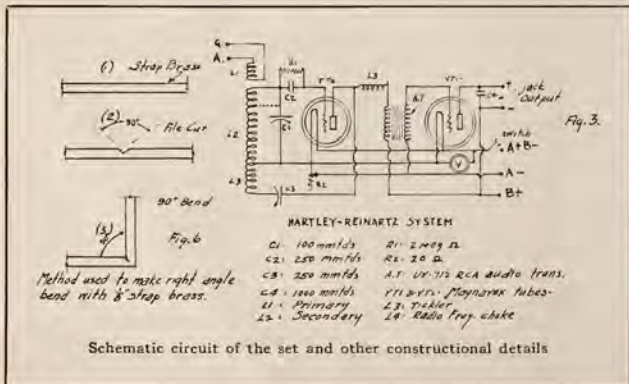 (1) Strap Brass
(2) 90° File Cut
90° Bend
(3)
Fig. 6
Method used to make right angle
bend with 1/8" strap brass.
G.
A.
L1
L2
L3
R1
C2
C1
C3
R2
VT2
L3
A.T.
VT1
V
C4
+ Jack
- Output
Fig. 3.
Switch
A+B-
A-
B+
HARTLEY-REINARTZ SYSTEM
C1: 100 mmfds R1: 2 meg Ω
C2: 250 mmfds R2: 20 Ω
C3: 250 mmfds A.T: UV-712 RCA audio trans.
C4: 1000 mmfds VT1 & VT2: Magnavox tubes-
L1: Primary L3: Tickler
L2: Secondary L4: Radio Freq. choke
Schematic circuit of the set and other constructional details